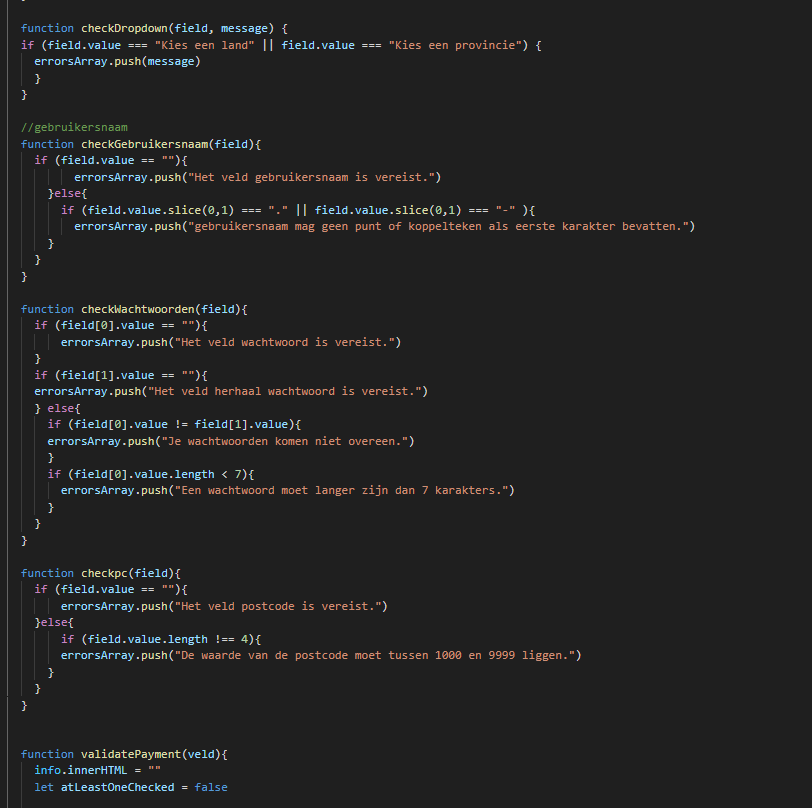 function checkDropdown(field, message) {
if (field.value === "Kies een land" || field.value === "Kies een provincie") {
errorsArray.push(message)
}
}
//gebruikersnaam
function checkGebruikersnaam(field){
if (field.value == ""){
errorsArray.push("Het veld gebruikersnaam is vereist.")
}else{
if (field.value.slice(0,1) === "." || field.value.slice(0,1) === "-" ){
errorsArray.push("gebruikersnaam mag geen punt of koppelteken als eerste karakter bevatten.")
}
}
}
function checkWachtwoorden(field){
if (field[0].value == ""){
errorsArray.push("Het veld wachtwoord is vereist.")
}
if (field[1].value == ""){
errorsArray.push("Het veld herhaal wachtwoord is vereist.")
} else{
if (field[0].value != field[1].value){
errorsArray.push("Je wachtwoorden komen niet overeen.")
}
if (field[0].value.length < 7){
errorsArray.push("Een wachtwoord moet langer zijn dan 7 karakters.")
}
}
}
function checkpc(field){
if (field.value == ""){
errorsArray.push("Het veld postcode is vereist.")
}else{
if (field.value.length !== 4){
errorsArray.push("De waarde van de postcode moet tussen 1000 en 9999 liggen.")
}
}
}
function validatePayment(veld){
info.innerHTML = ""
let atLeastOneChecked = false